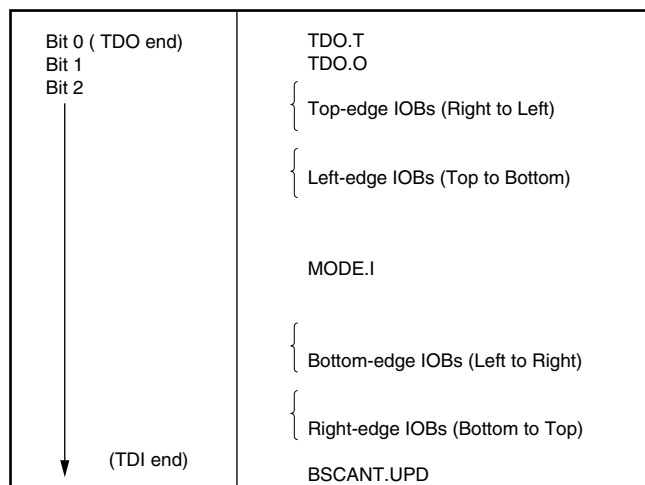 Bit 0 ( TDO end)
Bit 1
Bit 2
(TDI end)
TDO.T
TDO.O
Top-edge IOBs (Right to Left)
Left-edge IOBs (Top to Bottom)
MODE.I
Bottom-edge IOBs (Left to Right)
Right-edge IOBs (Bottom to Top)
BSCANT.UPD